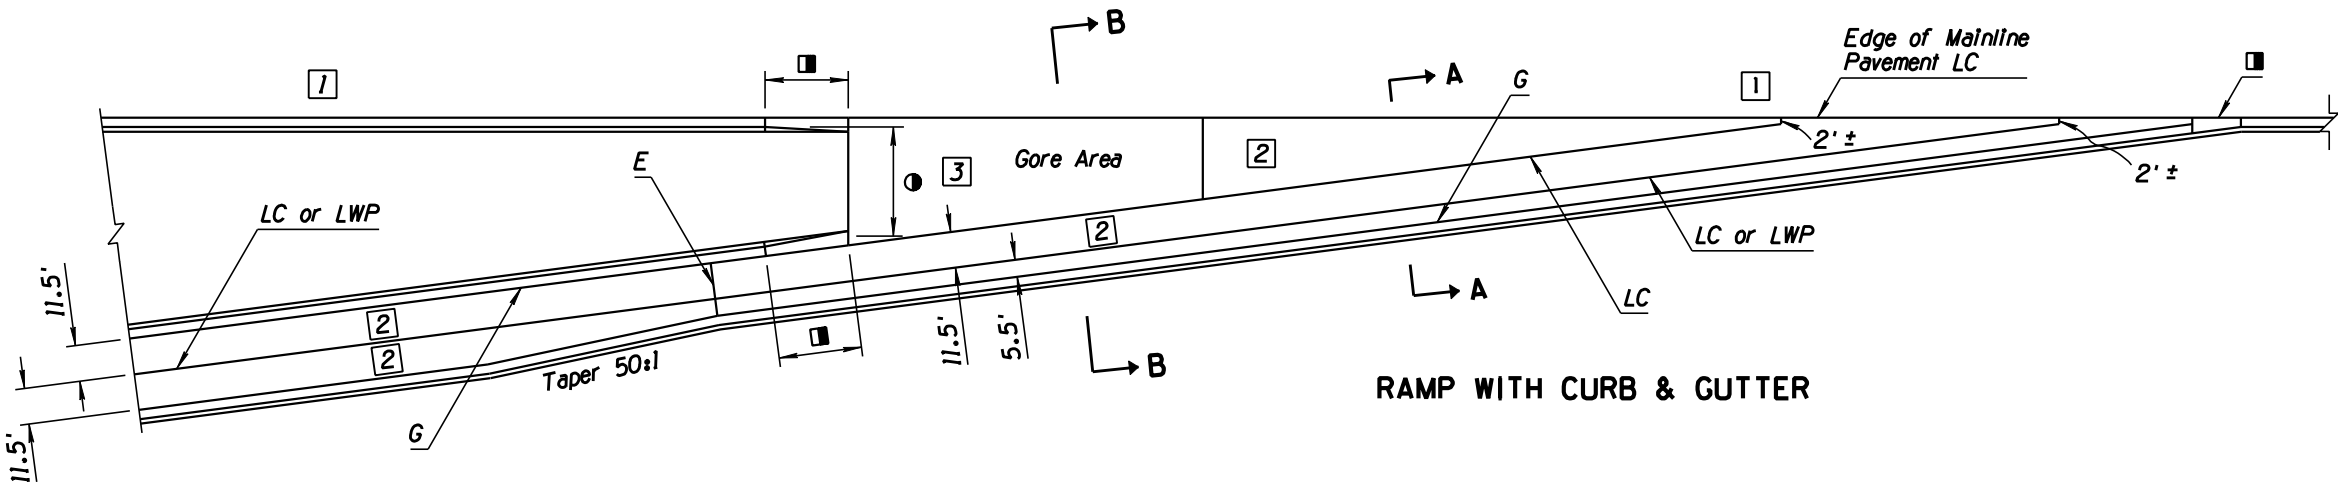 B
1
A
G
1
Edge of Mainline
Pavement LC
E
3
Gore Area
2
2' ±
2' ±
LC or LWP
2
LC or LWP
11.5'
2
2
A
LC
11.5'
5.5'
Taper 50:1
B
G
11.5'
RAMP WITH CURB & GUTTER